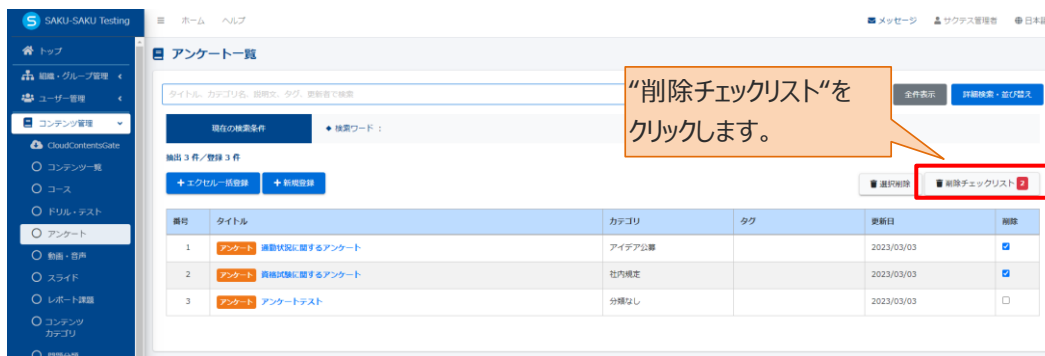 SAKU-SAKU Testing
ホーム ヘルプ
メッセージ サクテス管理者 日本語
トップ
組織・グループ管理
ユーザー管理
コンテンツ管理
CloudContentsGate
コンテンツ一覧
コース
ドリル・テスト
アンケート
動画・音声
スライド
レポート課題
コンテンツ
カテゴリ
アンケート一覧
タイトル、カテゴリ名、説明文、タグ、更新者で検索
全件表示 詳細検索・並び替え
“削除チェックリスト“を
クリックします。
現在の検索条件 ◆ 検索ワード :
抽出 3 件/登録 3 件
+ エクセル一括登録 + 新規登録
選択削除 削除チェックリスト 2
番号 タイトル カテゴリ タグ 更新日 削除
1 アンケート 通勤状況に関するアンケート アイデア公募 2023/03/03
2 アンケート 資格試験に関するアンケート 社内規定 2023/03/03
3 アンケート アンケートテスト 分類なし 2023/03/03